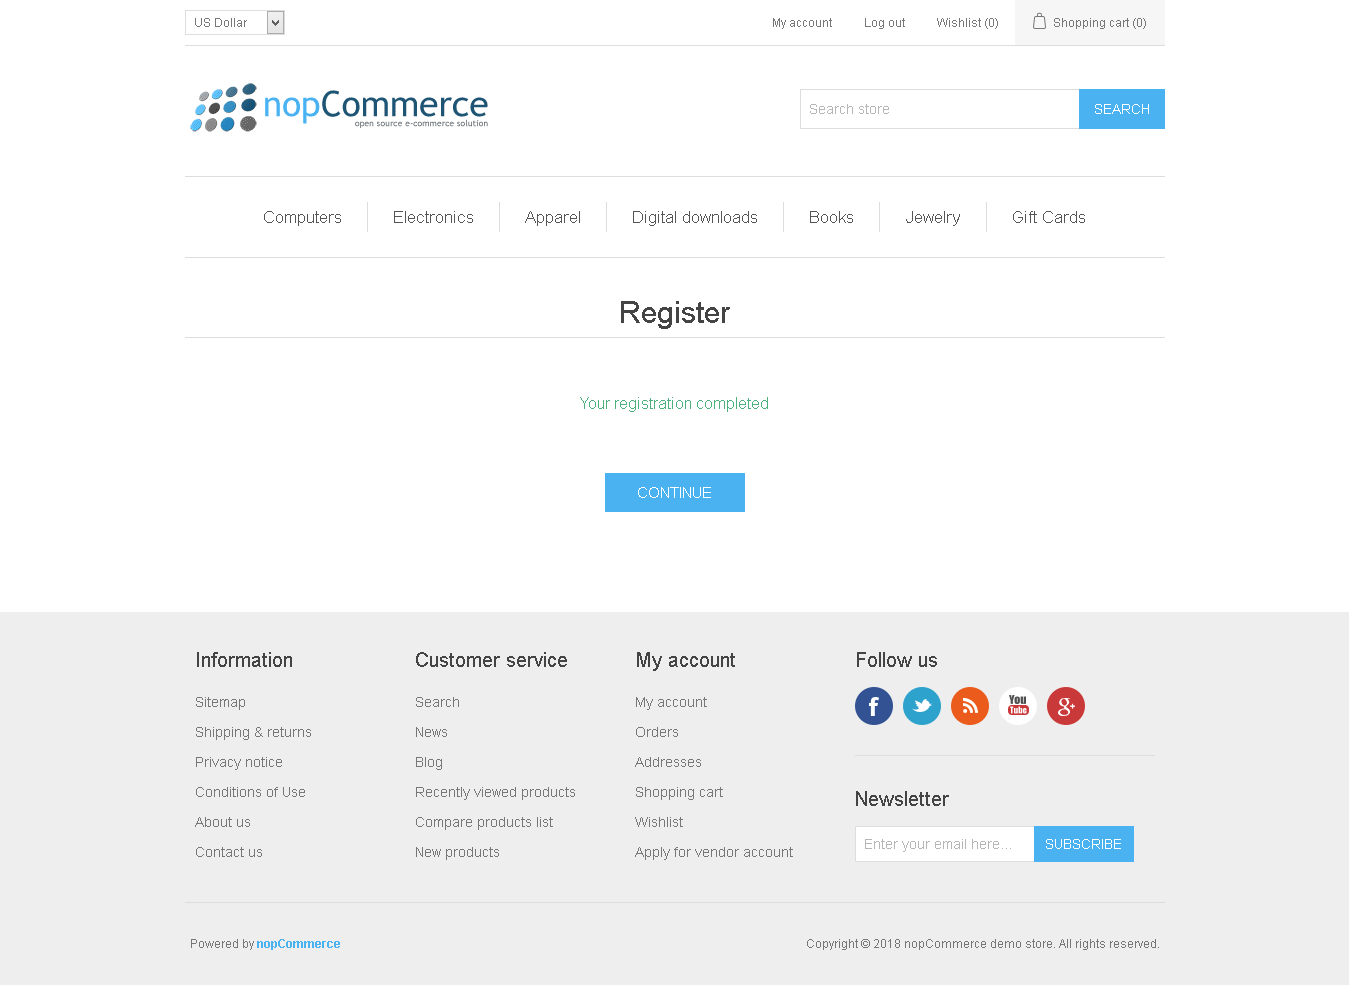 US Dollar
My account
Log out
Wishlist (0)
Shopping cart (0)
nopCommerce
open source e-commerce solution
Search store
SEARCH
Computers
Electronics
Apparel
Digital downloads
Books
Jewelry
Gift Cards
Register
Your registration completed
CONTINUE
Information
Sitemap
Shipping & returns
Privacy notice
Conditions of Use
About us
Contact us
Customer service
Search
News
Blog
Recently viewed products
Compare products list
New products
My account
My account
Orders
Addresses
Shopping cart
Wishlist
Apply for vendor account
Follow us
f
You
Tube
g+
Newsletter
Enter your email here...
SUBSCRIBE
Powered by nopCommerce
Copyright © 2018 nopCommerce demo store. All rights reserved.